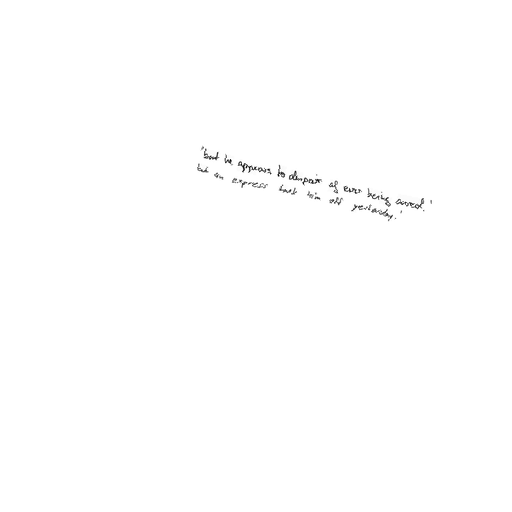 "but he appears to despair of ever being cured.'
but an express took him off yesterday.'